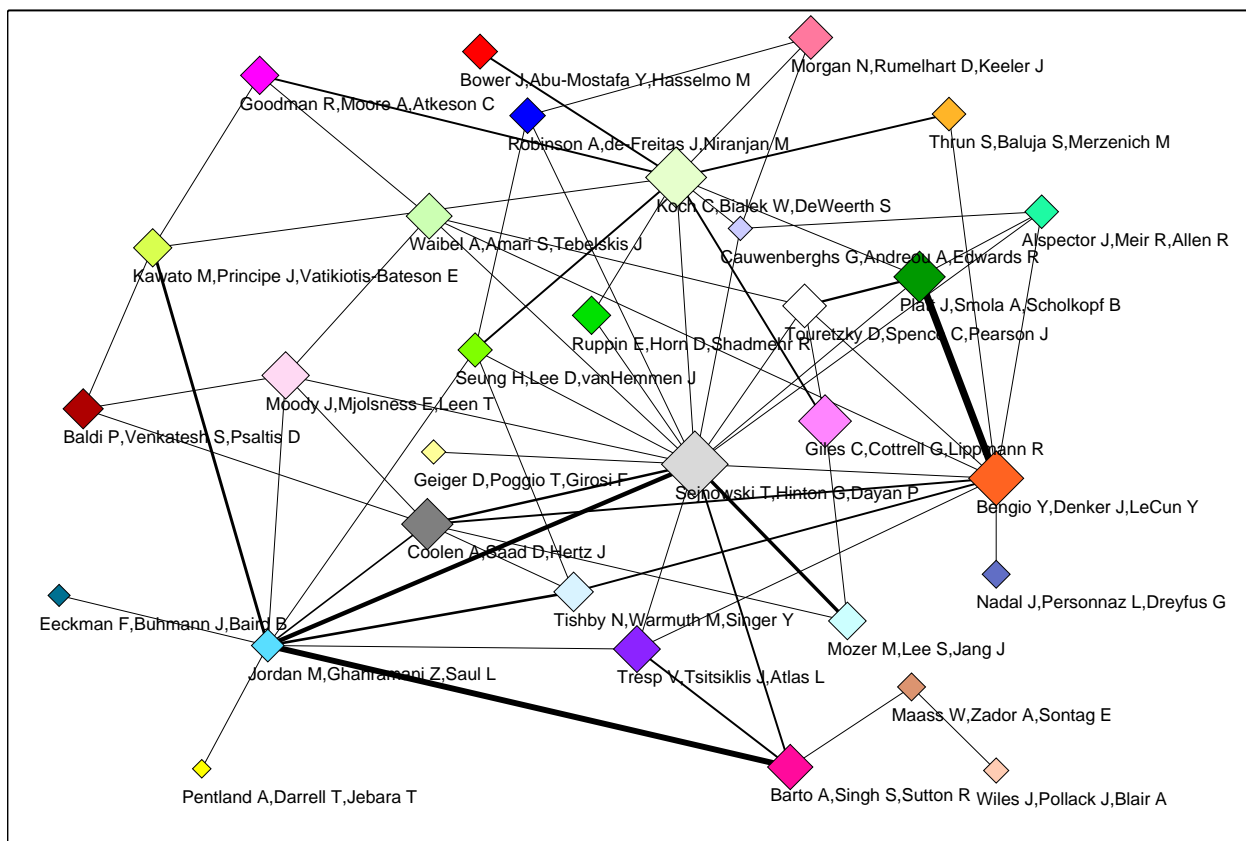 Morgan N,Rumelhart D,Keeler J
Bower J,Abu-Mostafa Y,Hasselmo M
Goodman R,Moore A,Atkeson C
Robinson A,de-Freitas J,Niranjan M
Thrun S,Baluja S,Merzenich M
Koch C,Bialek W,DeWeerth S
Alspector J,Meir R,Allen R
Waibel A,Amari S,Tebelskis J
Cauwenberghs G,Andreou A,Edwards R
Kawato M,Principe J,Vatikiotis-Bateson E
Platt J,Smola A,Scholkopf B
Touretzky D,Spence C,Pearson J
Ruppin E,Horn D,Shadmehr R
Seung H,Lee D,vanHemmen J
Moody J,Mjolsness E,Leen T
Baldi P,Venkatesh S,Psaltis D
Giles C,Cottrell G,Lippmann R
Geiger D,Poggio T,Girosi F
Sejnowski T,Hinton G,Dayan P
Bengio Y,Denker J,LeCun Y
Coolen A,Saad D,Hertz J
Nadal J,Personnaz L,Dreyfus G
Eeckman F,Buhmann J,Baird B
Tishby N,Warmuth M,Singer Y
Mozer M,Lee S,Jang J
Jordan M,Ghahramani Z,Saul L
Tresp V,Tsitsiklis J,Atlas L
Maass W,Zador A,Sontag E
Pentland A,Darrell T,Jebara T
Barto A,Singh S,Sutton R
Wiles J,Pollack J,Blair A